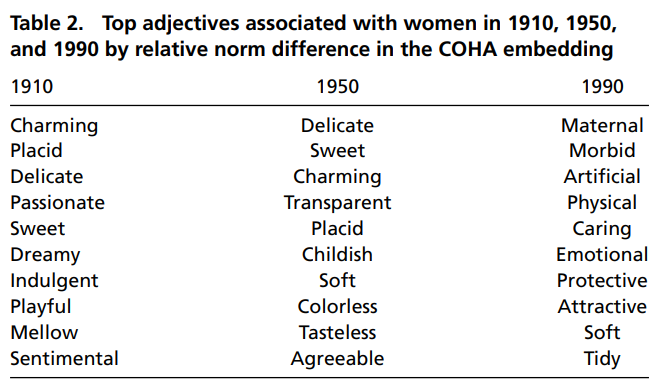 Table 2. Top adjectives associated with women in 1910, 1950,
and 1990 by relative norm difference in the COHA embedding
1910 1950 1990
Charming Delicate Maternal
Placid Sweet Morbid
Delicate Charming Artificial
Passionate Transparent Physical
Sweet Placid Caring
Dreamy Childish Emotional
Indulgent Soft Protective
Playful Colorless Attractive
Mellow Tasteless Soft
Sentimental Agreeable Tidy